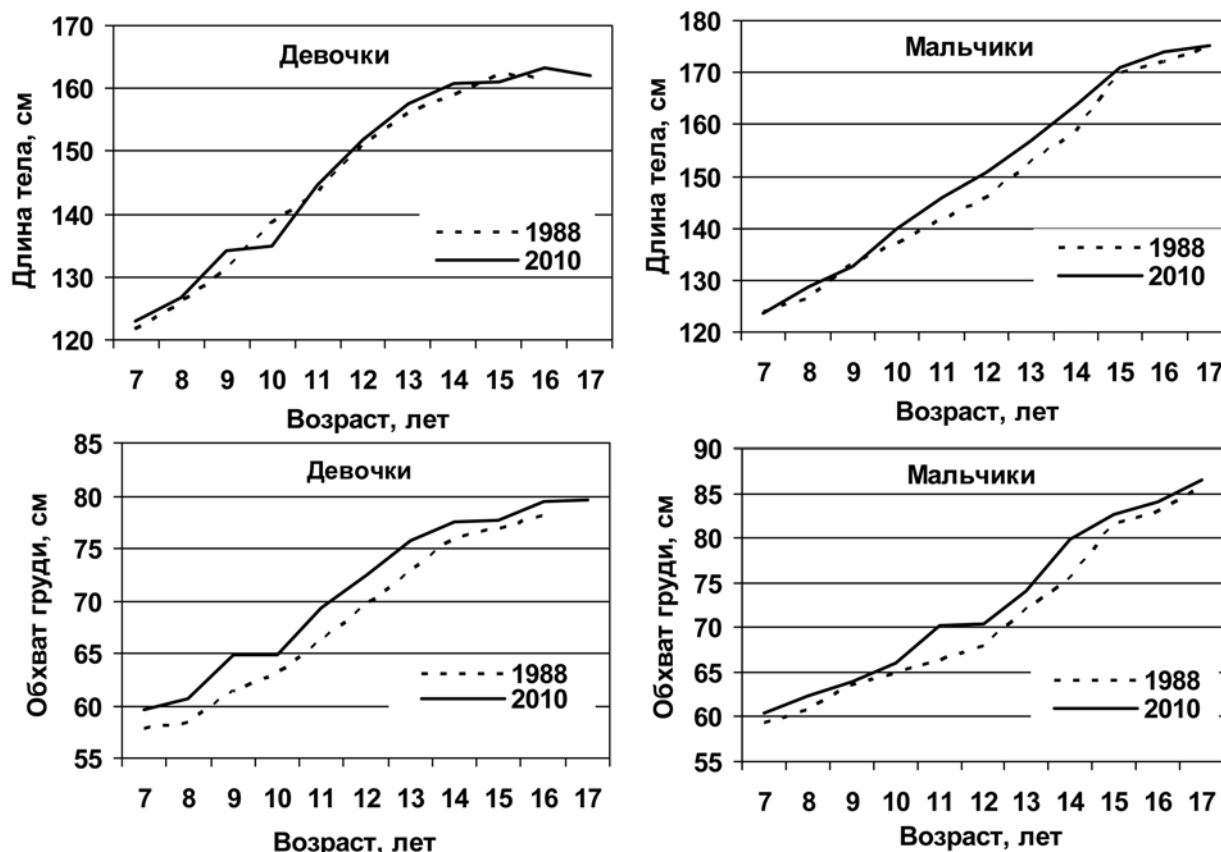 Девочки
Длина тела, см
170
160
150
140
130
120
1988
2010
7 8 9 10 11 12 13 14 15 16 17
Возраст, лет
Мальчики
Длина тела, см
180
170
160
150
140
130
120
1988
2010
7 8 9 10 11 12 13 14 15 16 17
Возраст, лет
Девочки
Обхват груди, см
85
80
75
70
65
60
55
1988
2010
7 8 9 10 11 12 13 14 15 16 17
Возраст, лет
Мальчики
Обхват груди, см
90
85
80
75
70
65
60
55
1988
2010
7 8 9 10 11 12 13 14 15 16 17
Возраст, лет